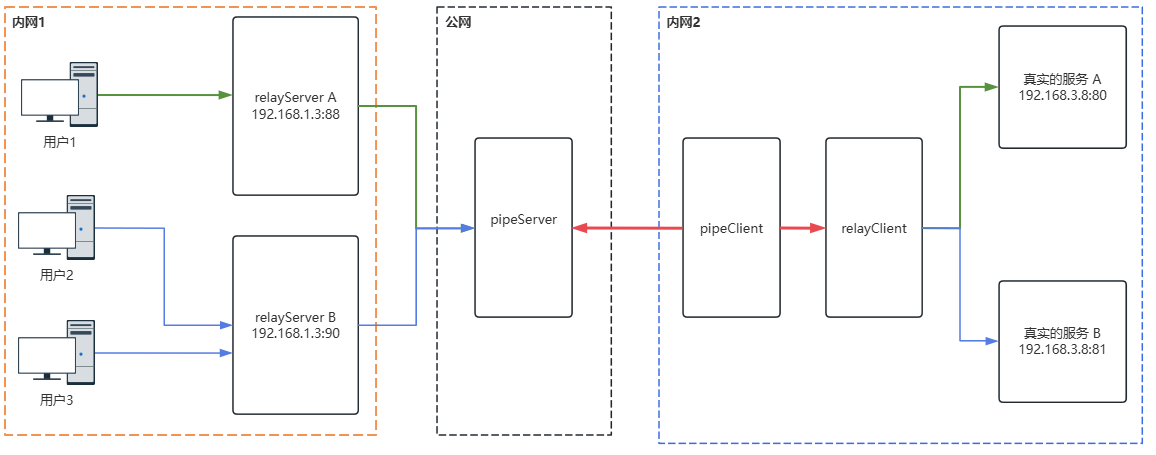 内网1
用户1
用户2
用户3
relayServer A
192.168.1.3:88
relayServer B
192.168.1.3:90
公网
pipeServer
内网2
pipeClient
relayClient
真实的服务 A
192.168.3.8:80
真实的服务 B
192.168.3.8:81